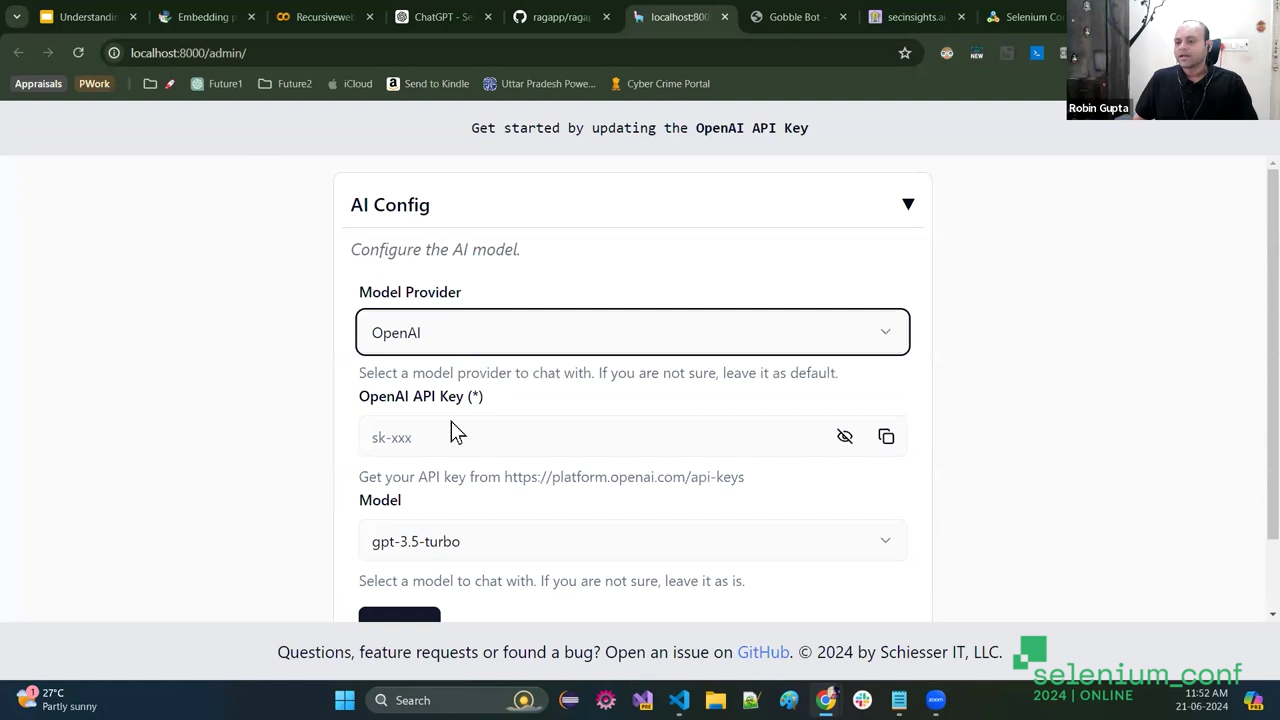 Understandin
Embedding p
Recursiveweb
ChatGPT - Se
ragapp/ragap
localhost:800
Gobble Bot -
secinsights.ai
Selenium Co
localhost:8000/admin/
NEW
Robin Gupta
Appraisals
PWork
Future1
Future2
iCloud
Send to Kindle
Uttar Pradesh Powe...
Cyber Crime Portal
Get started by updating the OpenAI API Key
AI Config
Configure the AI model.
Model Provider
OpenAI
Select a model provider to chat with. If you are not sure, leave it as default.
OpenAI API Key (*)
sk-xxx
Get your API key from https://platform.openai.com/api-keys
Model
gpt-3.5-turbo
Select a model to chat with. If you are not sure, leave it as is.
Questions, feature requests or found a bug? Open an issue on GitHub. © 2024 by Schiesser IT, LLC.
selenium_conf
2024 | ONLINE
1
27°C
Partly sunny
Search
zoom
11:52 AM
21-06-2024